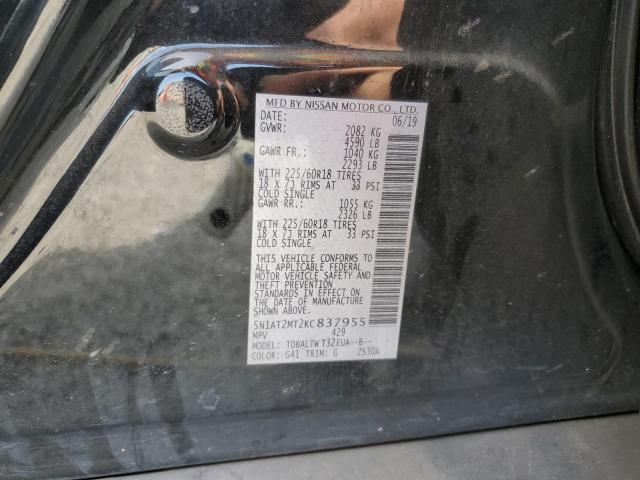 MFD BY NISSAN MOTOR CO., LTD.
DATE: 06/19
GVWR: 2082 KG
4590 LB
GAWR FR.: 1040 KG
2293 LB
WITH 225/60R18 TIRES
18 X 7J RIMS AT 33 PSI
COLD SINGLE
GAWR RR.: 1055 KG
2326 LB
WITH 225/60R18 TIRES
18 X 7J RIMS AT 33 PSI
COLD SINGLE
THIS VEHICLE CONFORMS TO
ALL APPLICABLE FEDERAL
MOTOR VEHICLE SAFETY AND
THEFT PREVENTION
STANDARDS IN EFFECT ON
THE DATE OF MANUFACTURE
SHOWN ABOVE.
5N1AT2MT2KC837955
MPV 429
MODEL: TDBALTW T32EUA--B--
COLOR: G41 TRIM: G 2S30A